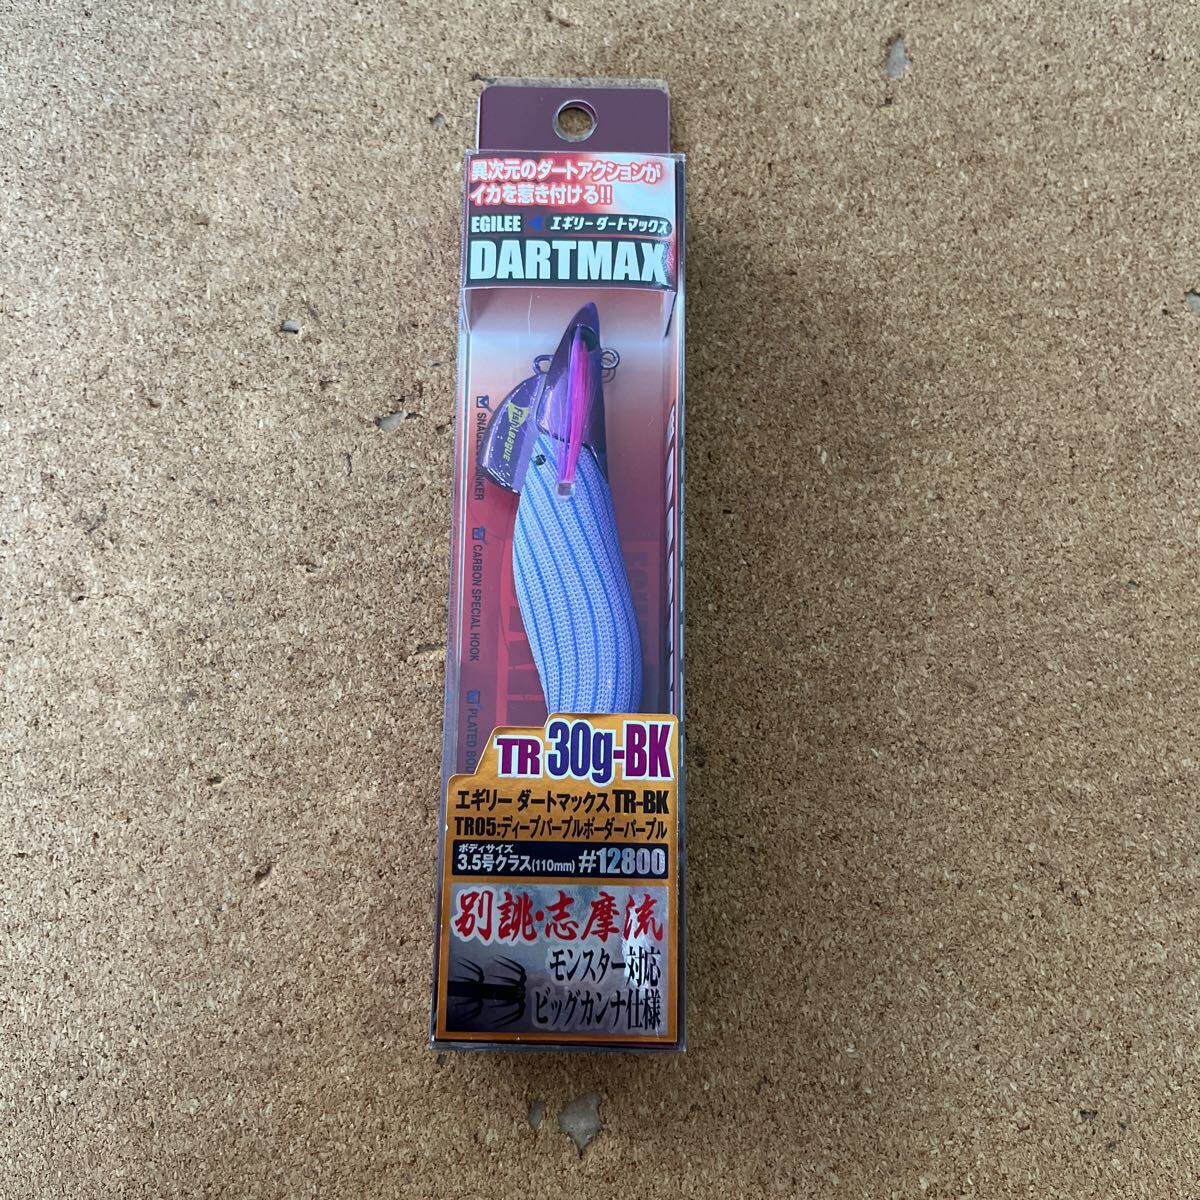 異次元のダートアクションが
イカを惹き付ける!!
EGILEE エギリー ダートマックス
DARTMAX
Fish League
CARBON SPECIAL HOOK
PLATED
TR 30g-BK
エギリー ダートマックス TR-BK
TR05:ディープパープルボーダーパープル
ボディサイズ
3.5号クラス(110mm) #12800
別誂・志摩流
モンスター対応
ビッグカンナ仕様